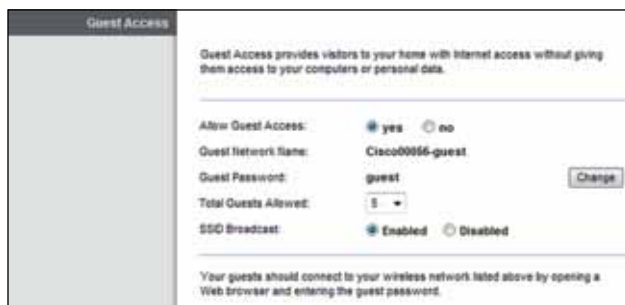 Guest Access
Guest Access provides visitors to your home with Internet access without giving
them access to your computers or personal data.
Allow Guest Access: yes no
Guest Network Name: Cisco00056-guest
Guest Password: guest Change
Total Guests Allowed: 5
SSID Broadcast: Enabled Disabled
Your guests should connect to your wireless network listed above by opening a
Web browser and entering the guest password.